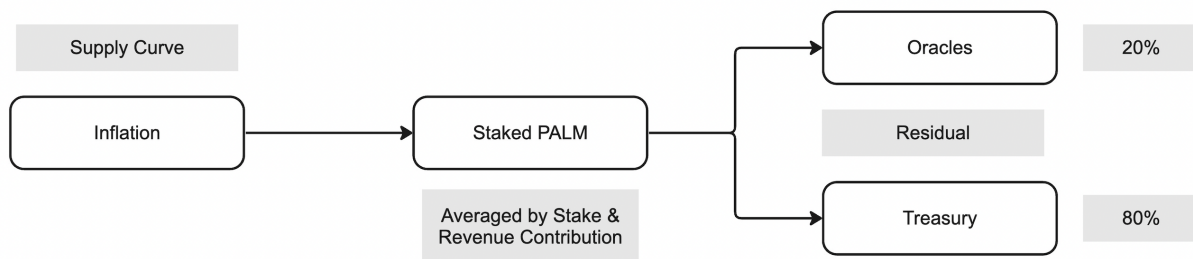 Supply Curve
Inflation
Staked PALM
Averaged by Stake &
Revenue Contribution
Oracles
20%
Residual
Treasury
80%